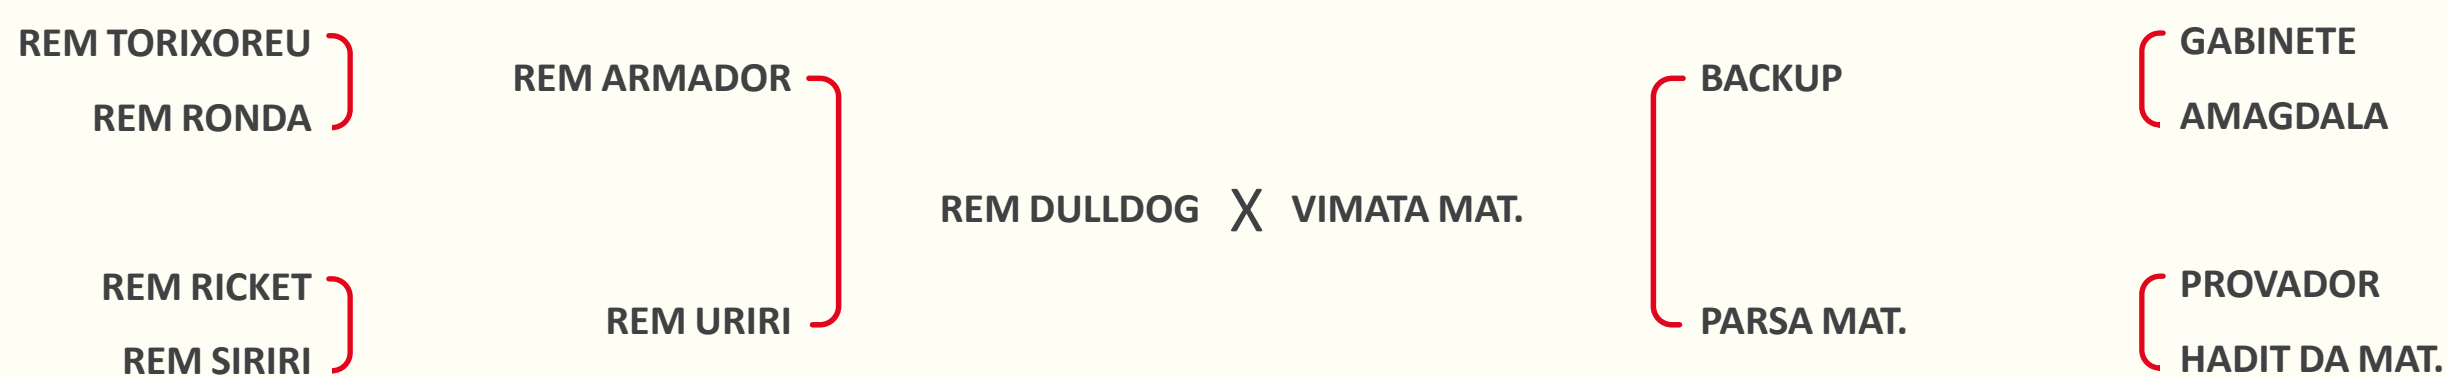 REM TORIXOREU
REM RONDA
REM ARMADOR
REM RICKET
REM SIRIRI
REM URIRI
REM DULLDOG X VIMATA MAT.
BACKUP
GABINETE
AMAGDALA
PARSA MAT.
PROVADOR
HADIT DA MAT.